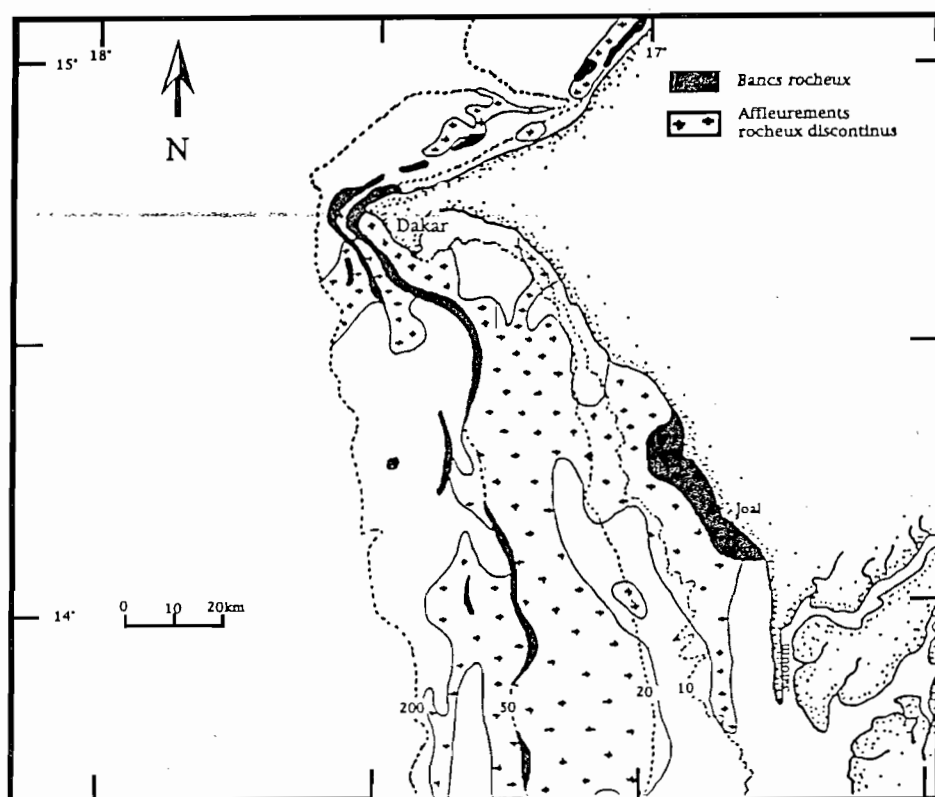 18°
17°
15°
N
Bancs rocheux
Affleurements
rocheux discontinus
Dakar
Joal
0 10 20km
14°
200
50
20
10